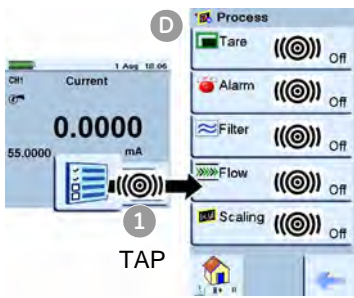 D
Process
Tare
Off
Alarm
Off
Filter
Off
Flow
Off
Scaling
Off
1 Aug 18:06
CH1
Current
0.0000
55.0000
mA
1
TAP